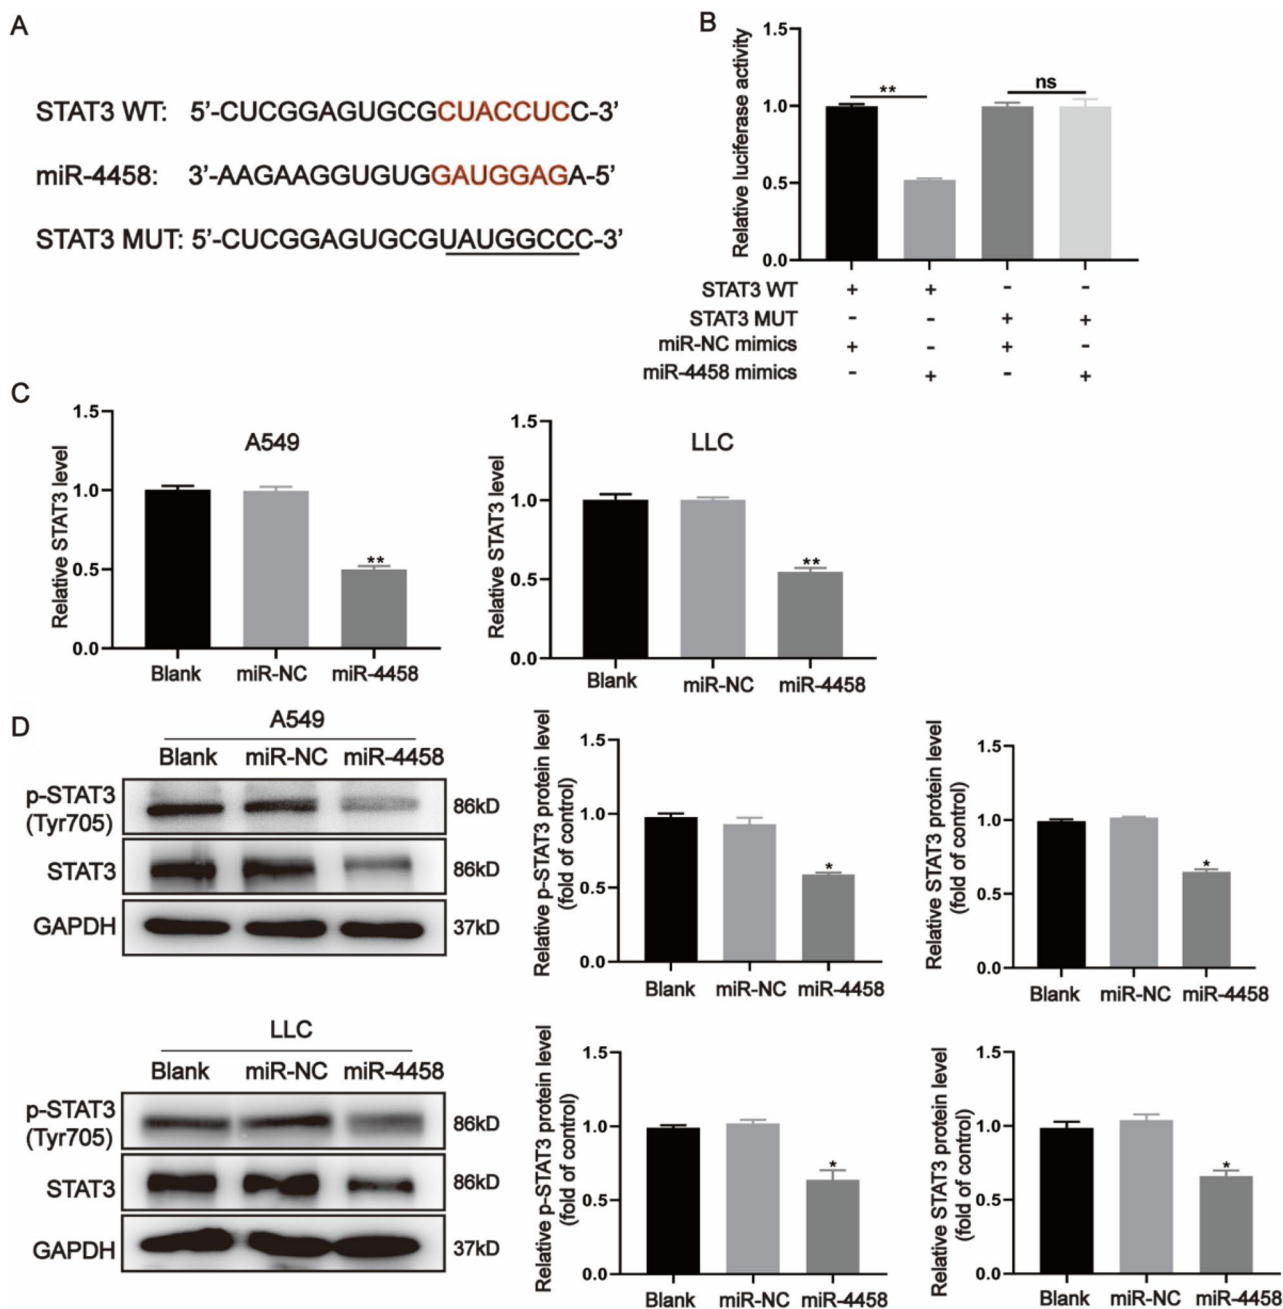 A
STAT3 WT: 5'-CUCGGAGUGCGCUACCUCC-3'
miR-4458: 3'-AAGAAGGUGUGGAUGGAGA-5'
STAT3 MUT: 5'-CUCGGAGUGCGUAUGGCCC-3'
B
Relative luciferase activity
1.5
1.0
0.5
0.0
**
ns
STAT3 WT + + - -
STAT3 MUT - - + +
miR-NC mimics + - + -
miR-4458 mimics - + - +
C
A549
Relative STAT3 level
1.5
1.0
0.5
0.0
**
Blank miR-NC miR-4458
LLC
Relative STAT3 level
1.5
1.0
0.5
0.0
**
Blank miR-NC miR-4458
D
A549
Blank miR-NC miR-4458
p-STAT3
(Tyr705)
86kD
STAT3 86kD
GAPDH 37kD
Relative p-STAT3 protein level
(fold of control)
1.5
1.0
0.5
0.0
*
Blank miR-NC miR-4458
Relative STAT3 protein level
(fold of control)
1.5
1.0
0.5
0.0
*
Blank miR-NC miR-4458
LLC
Blank miR-NC miR-4458
p-STAT3
(Tyr705)
86kD
STAT3 86kD
GAPDH 37kD
Relative p-STAT3 protein level
(fold of control)
1.5
1.0
0.5
0.0
*
Blank miR-NC miR-4458
Relative STAT3 protein level
(fold of control)
1.5
1.0
0.5
0.0
*
Blank miR-NC miR-4458